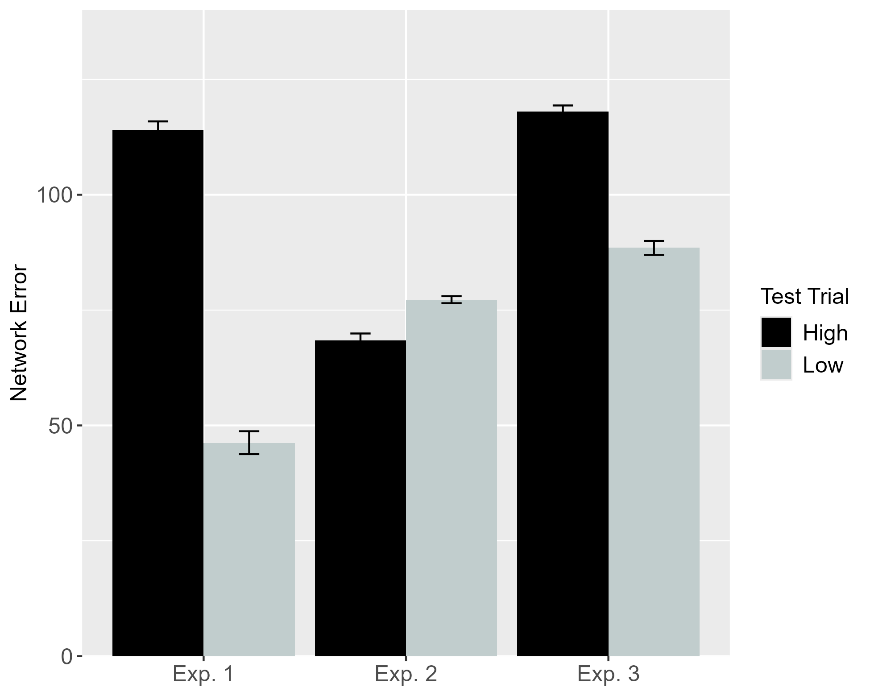 Network Error
100
50
0
Exp. 1
Exp. 2
Exp. 3
Test Trial
High
Low